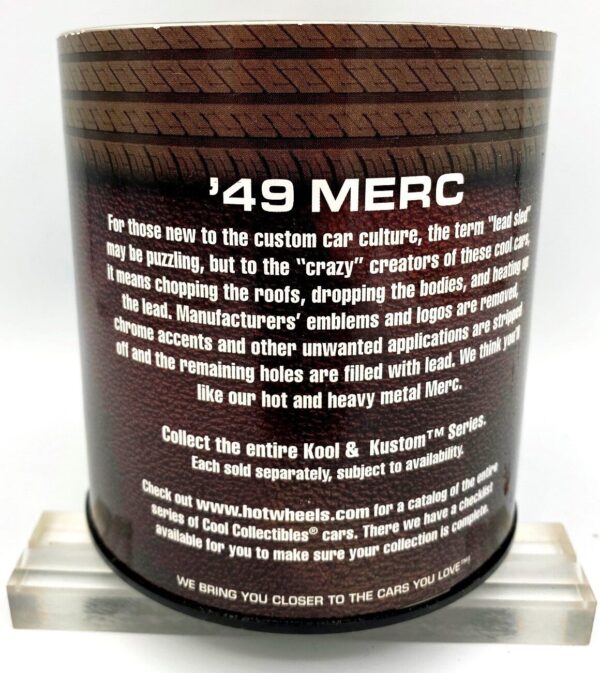 '49 MERC
For those new to the custom car culture, the term "lead sled"
may be puzzling, but to the "crazy" creators of these cool cars,
it means chopping the roofs, dropping the bodies, and heating up
the lead. Manufacturers' emblems and logos are removed,
chrome accents and other unwanted applications are stripped
off and the remaining holes are filled with lead. We think you'll
like our hot and heavy metal Merc.
Collect the entire Kool & Kustom™ Series.
Each sold separately, subject to availability.
Check out www.hotwheels.com for a catalog of the entire
series of Cool Collectibles® cars. There we have a checklist
available for you to make sure your collection is complete.
WE BRING YOU CLOSER TO THE CARS YOU LOVE™